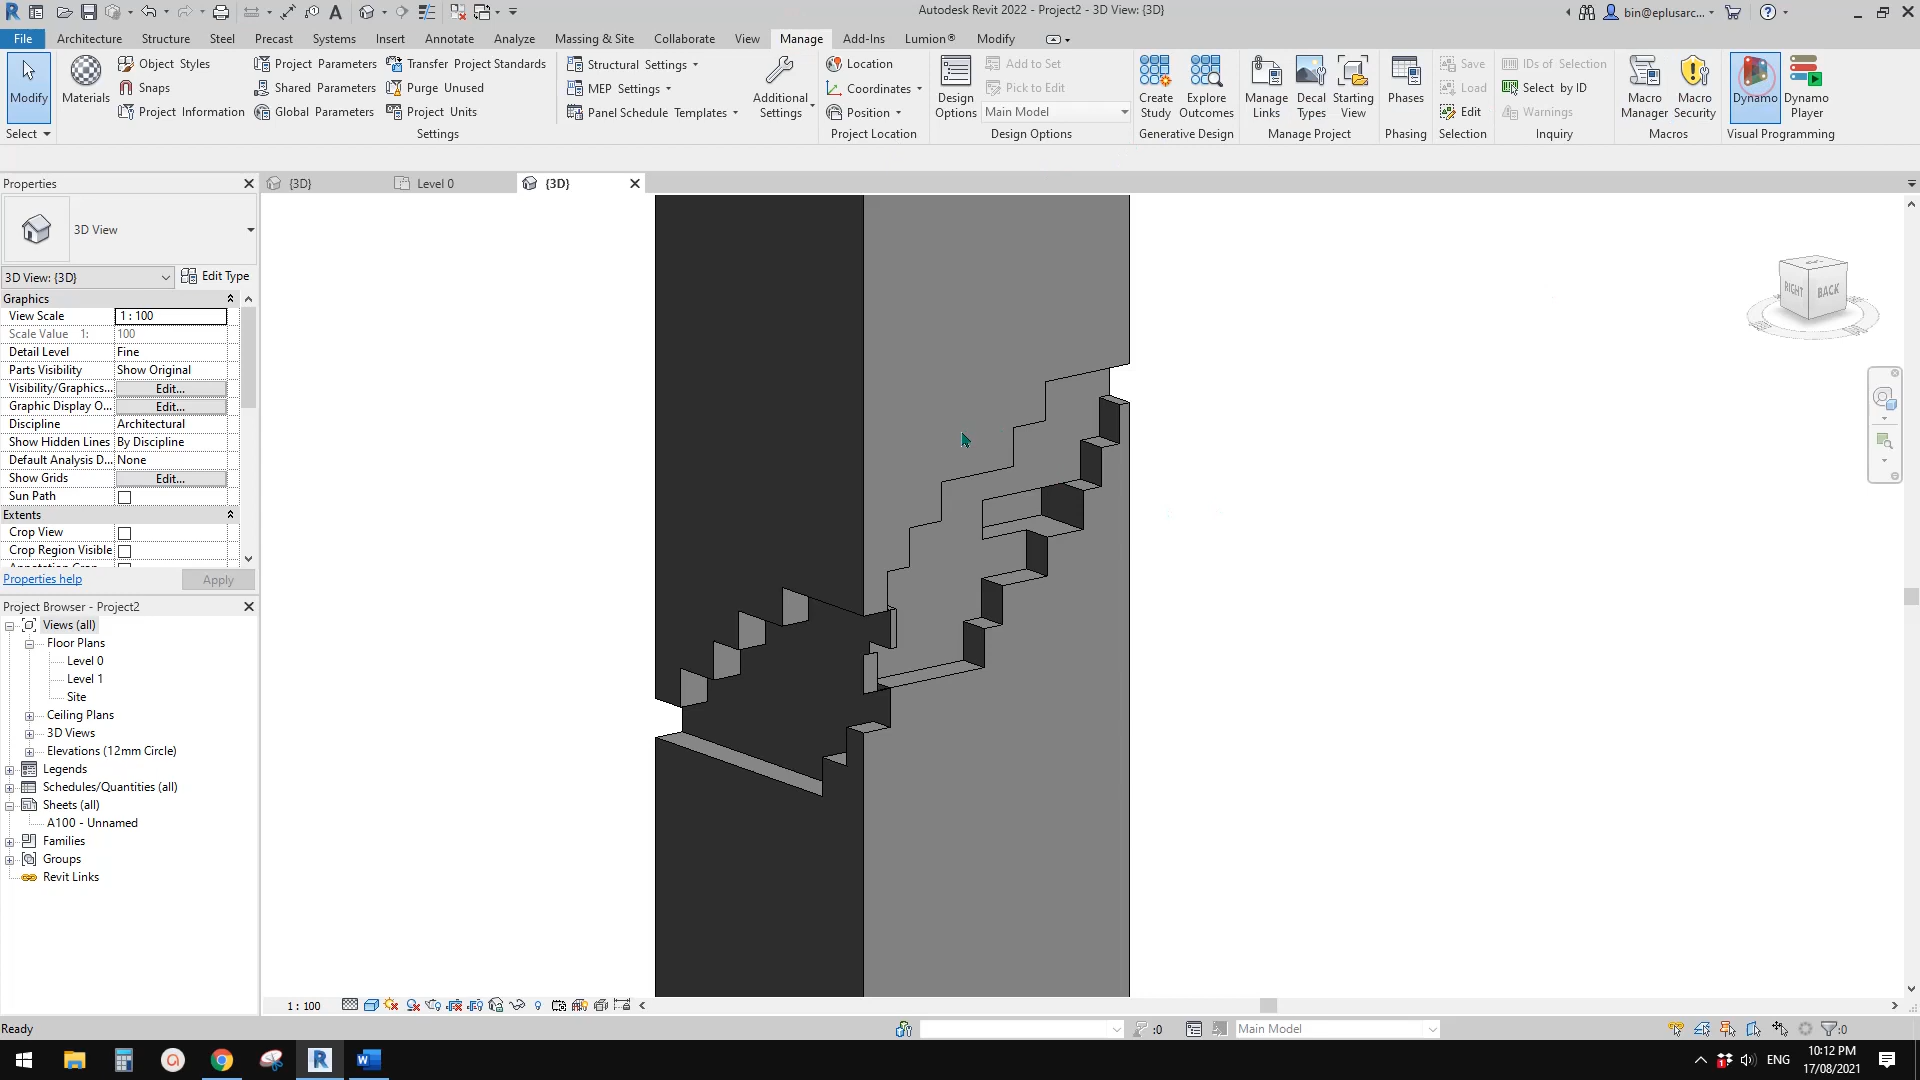 Autodesk Revit 2022 - Project2 - 3D View: {3D}
bin@eplusarc...
File Architecture Structure Steel Precast Systems Insert Annotate Analyze Massing & Site Collaborate View Manage Add-Ins Lumion® Modify
Modify
Materials
Object Styles
Snaps
Project Information
Project Parameters
Shared Parameters
Global Parameters
Transfer Project Standards
Purge Unused
Project Units
Structural Settings
MEP Settings
Panel Schedule Templates
Additional
Settings
Location
Coordinates
Position
Design
Options
Add to Set
Pick to Edit
Main Model
Create
Study
Explore
Outcomes
Manage
Links
Decal
Types
Starting
View
Phases
Save
Load
Edit
IDs of Selection
Select by ID
Warnings
Macro
Manager
Macro
Security
Dynamo
Dynamo
Player
Select Settings Project Location Design Options Generative Design Manage Project Phasing Selection Inquiry Macros Visual Programming
Properties
{3D}
Level 0
{3D}
3D View
3D View: {3D}
Edit Type
Graphics
View Scale 1 : 100
Scale Value 1: 100
Detail Level Fine
Parts Visibility Show Original
Visibility/Graphics... Edit...
Graphic Display O... Edit...
Discipline Architectural
Show Hidden Lines By Discipline
Default Analysis D... None
Show Grids Edit...
Sun Path
Extents
Crop View
Crop Region Visible
Properties help
Apply
RIGHT
BACK
Project Browser - Project2
Views (all)
Floor Plans
Level 0
Level 1
Site
Ceiling Plans
3D Views
Elevations (12mm Circle)
Legends
Schedules/Quantities (all)
Sheets (all)
A100 - Unnamed
Families
Groups
Revit Links
1 : 100
Ready
:0
Main Model
:0
ENG
10:12 PM
17/08/2021